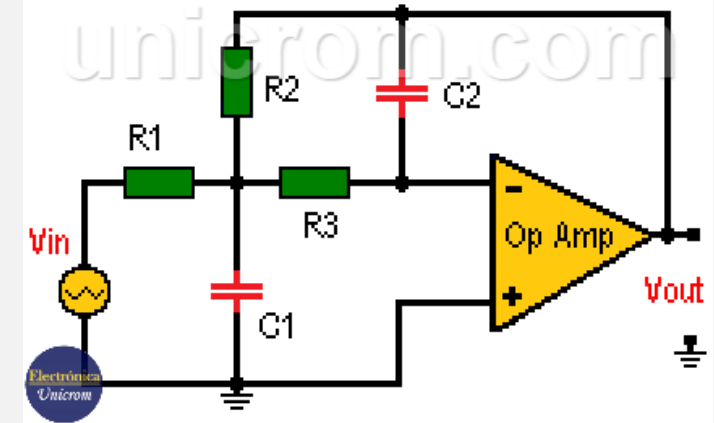 unicrom.com
R2
C2
R1
R3
Vin
Op Amp
-
+
Vout
C1
Electrónica
Unicrom